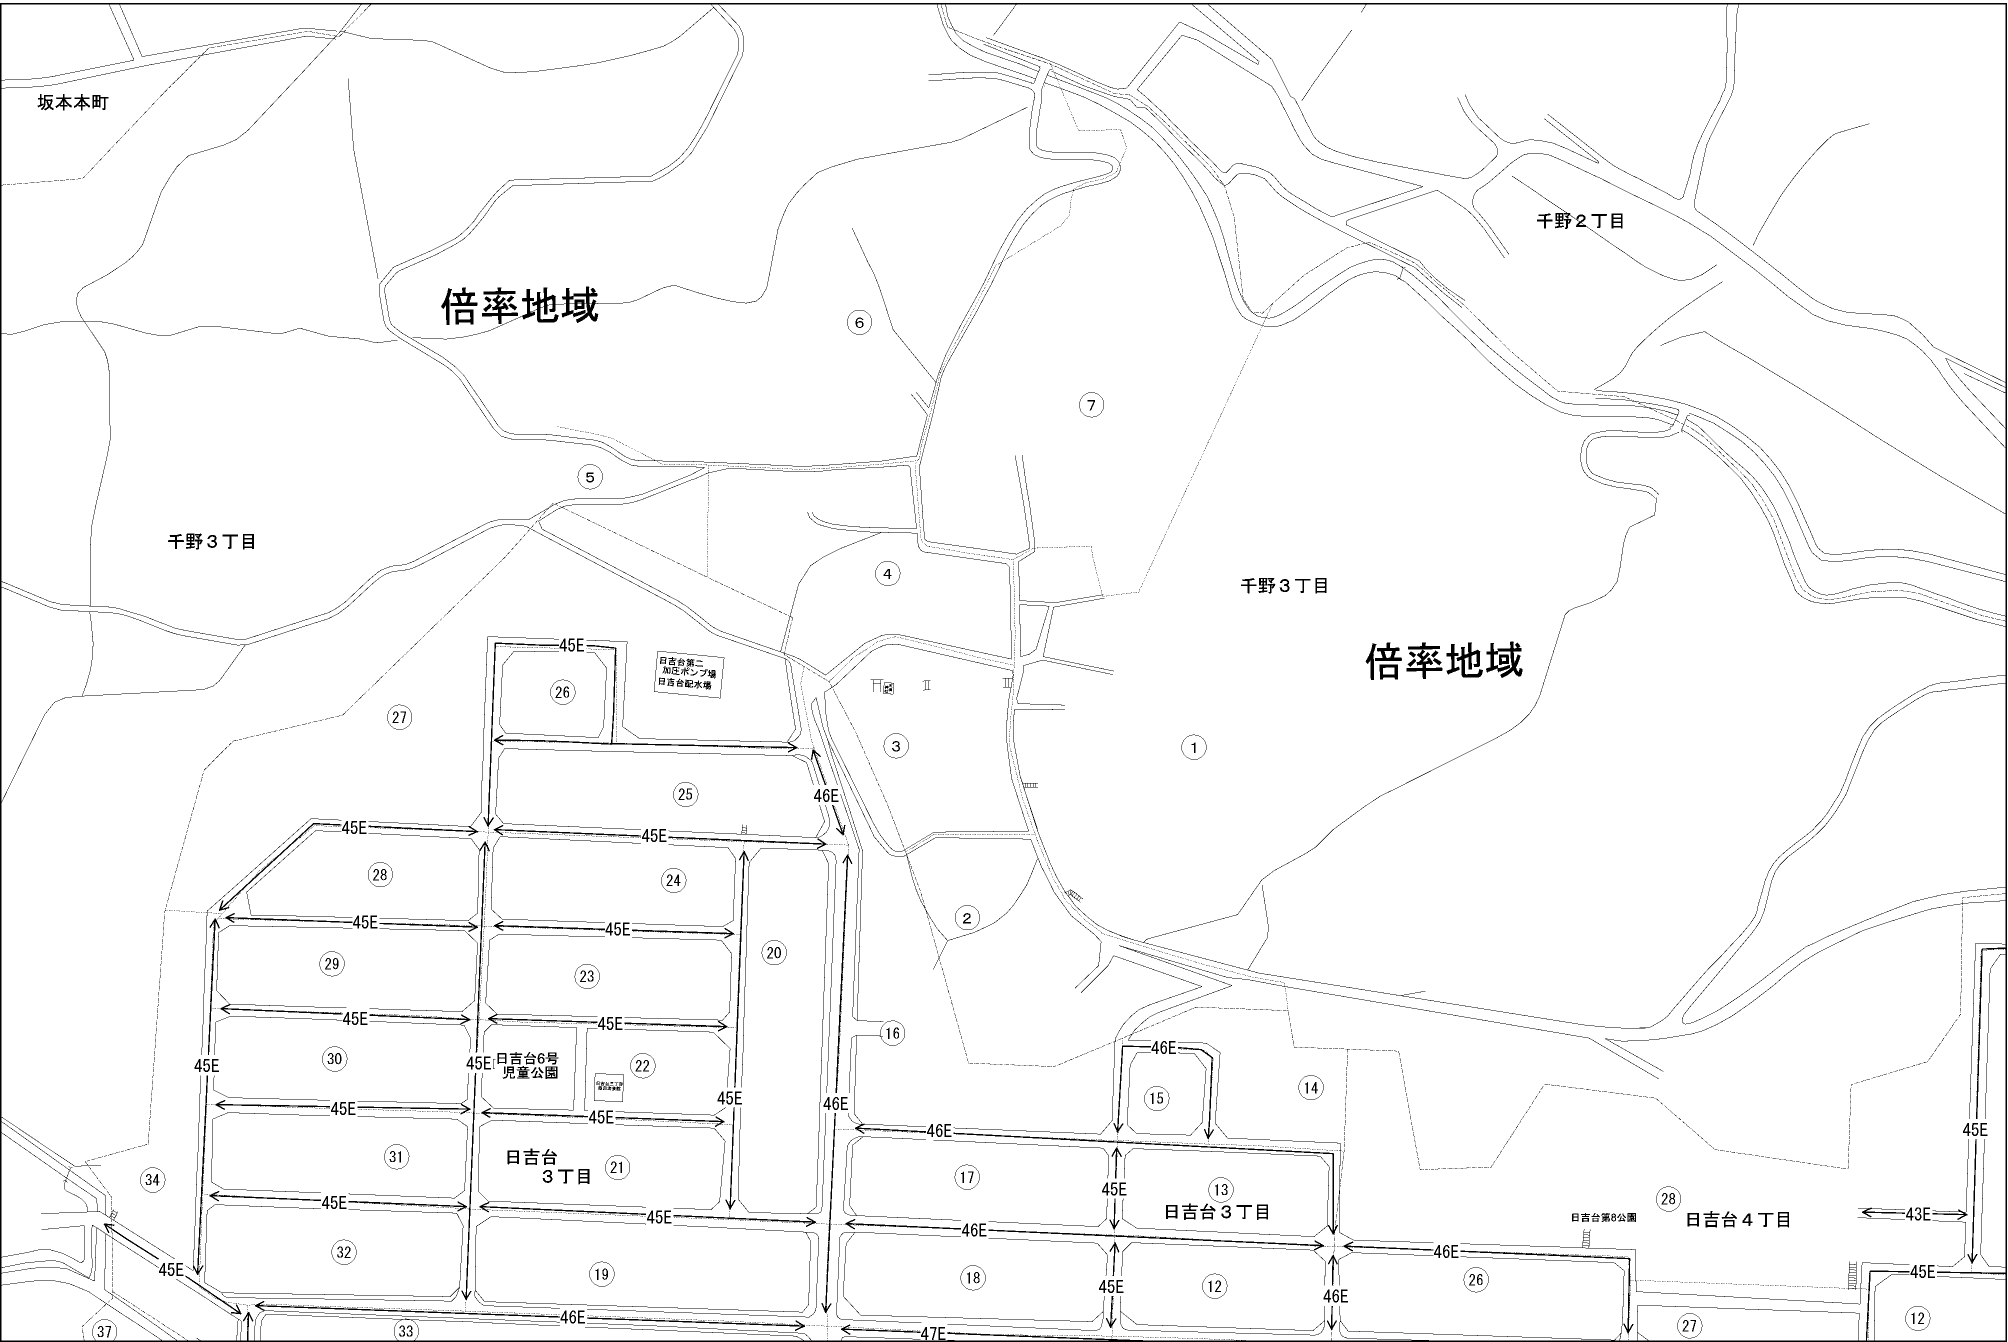 坂本本町
千野２丁目
倍率地域
6
7
5
千野３丁目
4
千野３丁目
倍率地域
45E
日吉台第二
加圧ポンプ場
日吉台配水場
26
27
3
1
25
46E
45E
45E
28
24
45E
45E
2
20
29
23
45E
45E
16
30
45E
45E
日吉台6号
児童公園
22
46E
14
15
45E
46E
45E
45E
46E
45E
31
日吉台
３丁目
21
17
45E
13
日吉台３丁目
34
45E
45E
46E
28
日吉台第8公園
日吉台４丁目
43E
32
45E
19
18
45E
12
46E
46E
26
45E
37
33
46E
47E
27
12